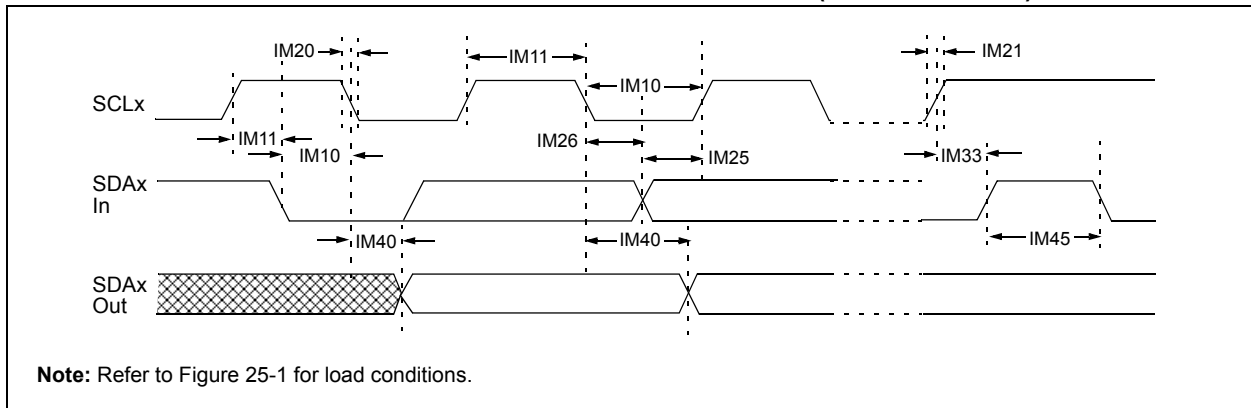 IM20
IM11
IM21
IM10
SCLx
IM11
IM10
IM26
IM25
IM33
SDAx
In
IM40
IM40
IM45
SDAx
Out
Note: Refer to Figure 25-1 for load conditions.